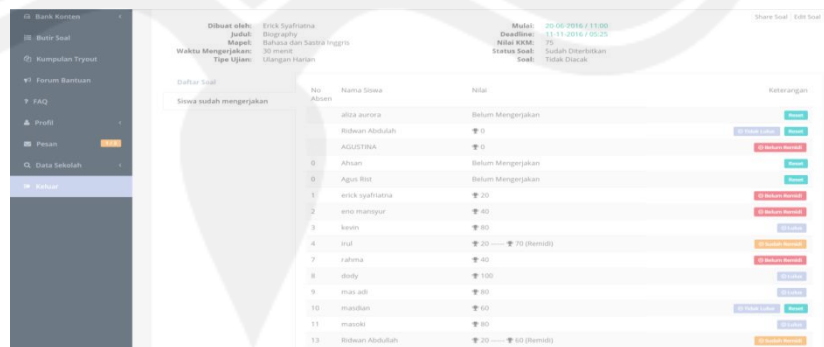 Bank Konten
Butir Soal
Kumpulan Tryout
Forum Bantuan
? FAQ
Profil
Pesan
Data Sekolah
Keluar
Share Soal Edit Soal
Dibuat oleh: Erick Syafriatna
Judul: Biography
Mapel: Bahasa dan Sastra Inggris
Waktu Mengerjakan: 30 menit
Tipe Ujian: Ulangan Harian
Mulai: 20-06-2016 / 11:00
Deadline: 11-11-2016 / 05:25
Nilai KKM: 75
Status Soal: Sudah Diterbitkan
Soal: Tidak Diacak
Daftar Soal
Siswa sudah mengerjakan
No Absen Nama Siswa Nilai Keterangan
aliza aurora Belum Mengerjakan Reset
Ridwan Abdulah 0 Tidak Lulus Reset
AGUSTINA 0 Belum Remidi
0 Ahsan Belum Mengerjakan Reset
0 Agus Rist Belum Mengerjakan Reset
1 erick syafriatna 20 Belum Remidi
2 eno mansyur 40 Belum Remidi
3 kevin 80 Lulus
4 irul 20 ----- 70 (Remidi) Sudah Remidi
7 rahma 40 Belum Remidi
8 dody 100 Lulus
9 mas adi 80 Lulus
10 masdian 60 Tidak Lulus Reset
11 masoki 80 Lulus
13 Ridwan Abdullah 20 ----- 60 (Remidi) Sudah Remidi